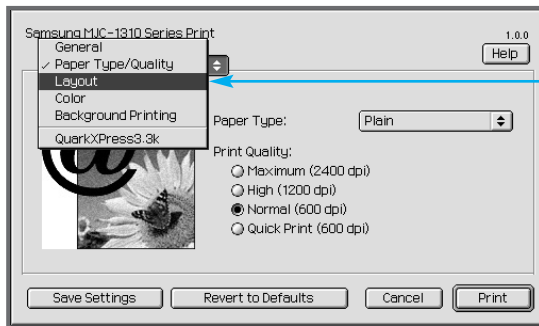 Samsung MJC-1310 Series Print
1.0.0
Help
General
✓ Paper Type/Quality
Layout
Color
Background Printing
QuarkXPress3.3k
@
Paper Type:
Plain
Print Quality:
Maximum (2400 dpi)
High (1200 dpi)
Normal (600 dpi)
Quick Print (600 dpi)
Save Settings
Revert to Defaults
Cancel
Print